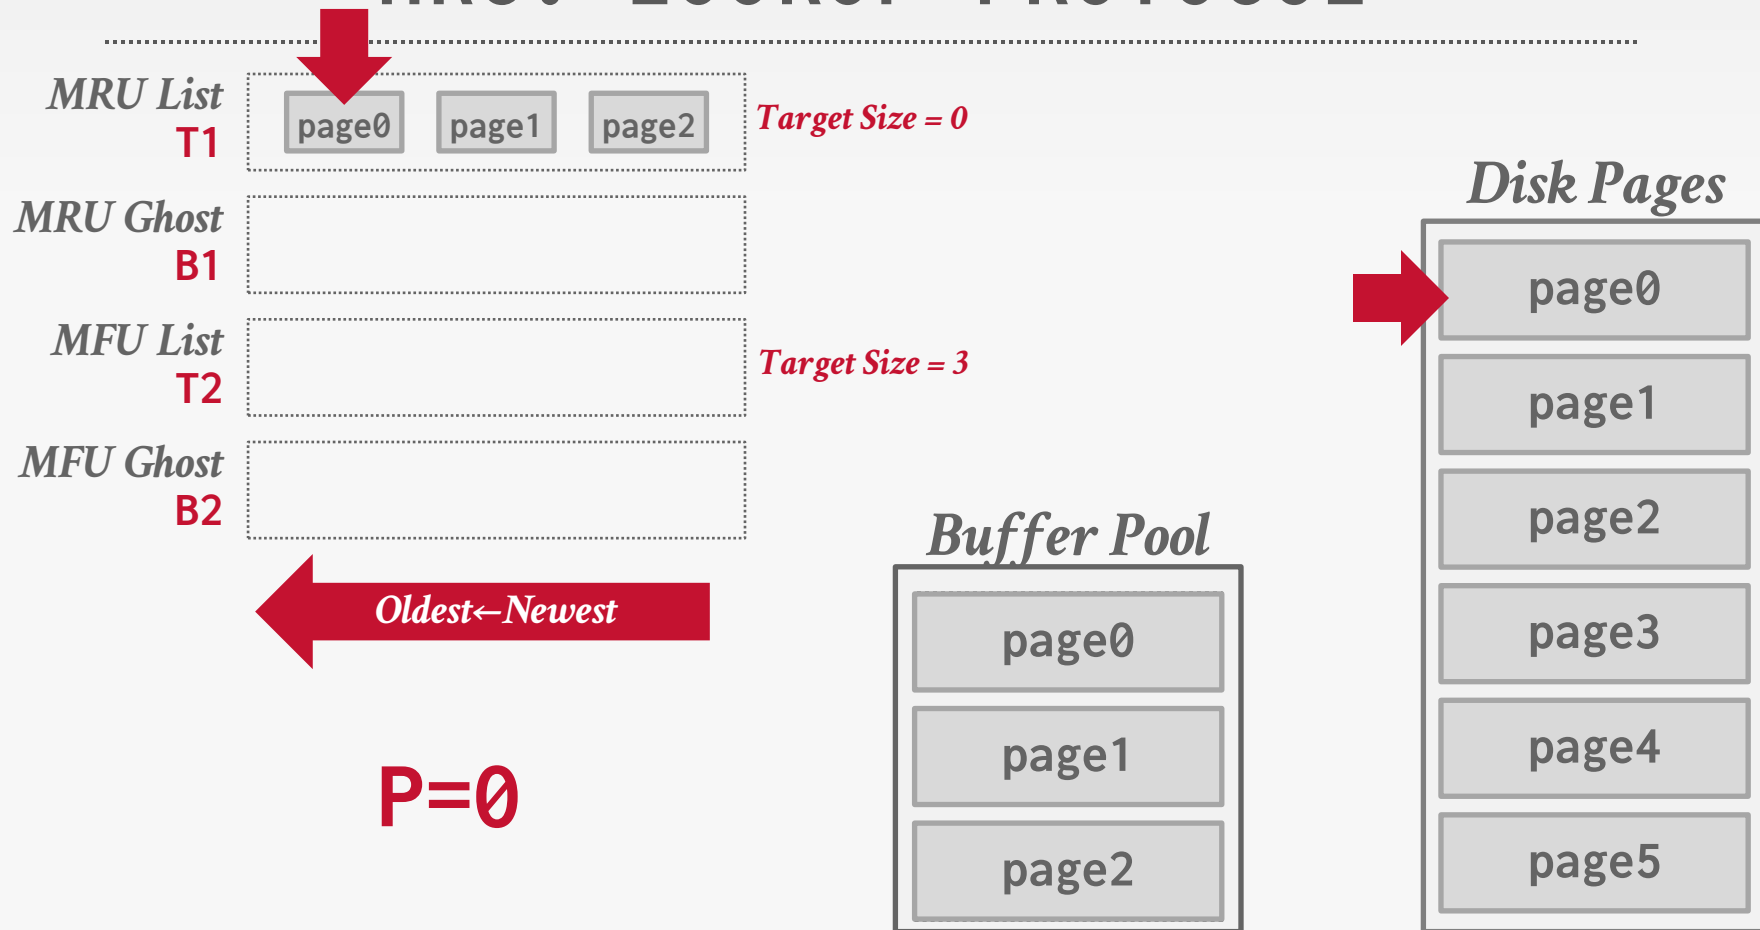 MRU List
T1
page0 page1 page2
Target Size = 0
MRU Ghost
B1
MFU List
T2
Target Size = 3
MFU Ghost
B2
Oldest←Newest
P=0
Buffer Pool
page0
page1
page2
Disk Pages
page0
page1
page2
page3
page4
page5